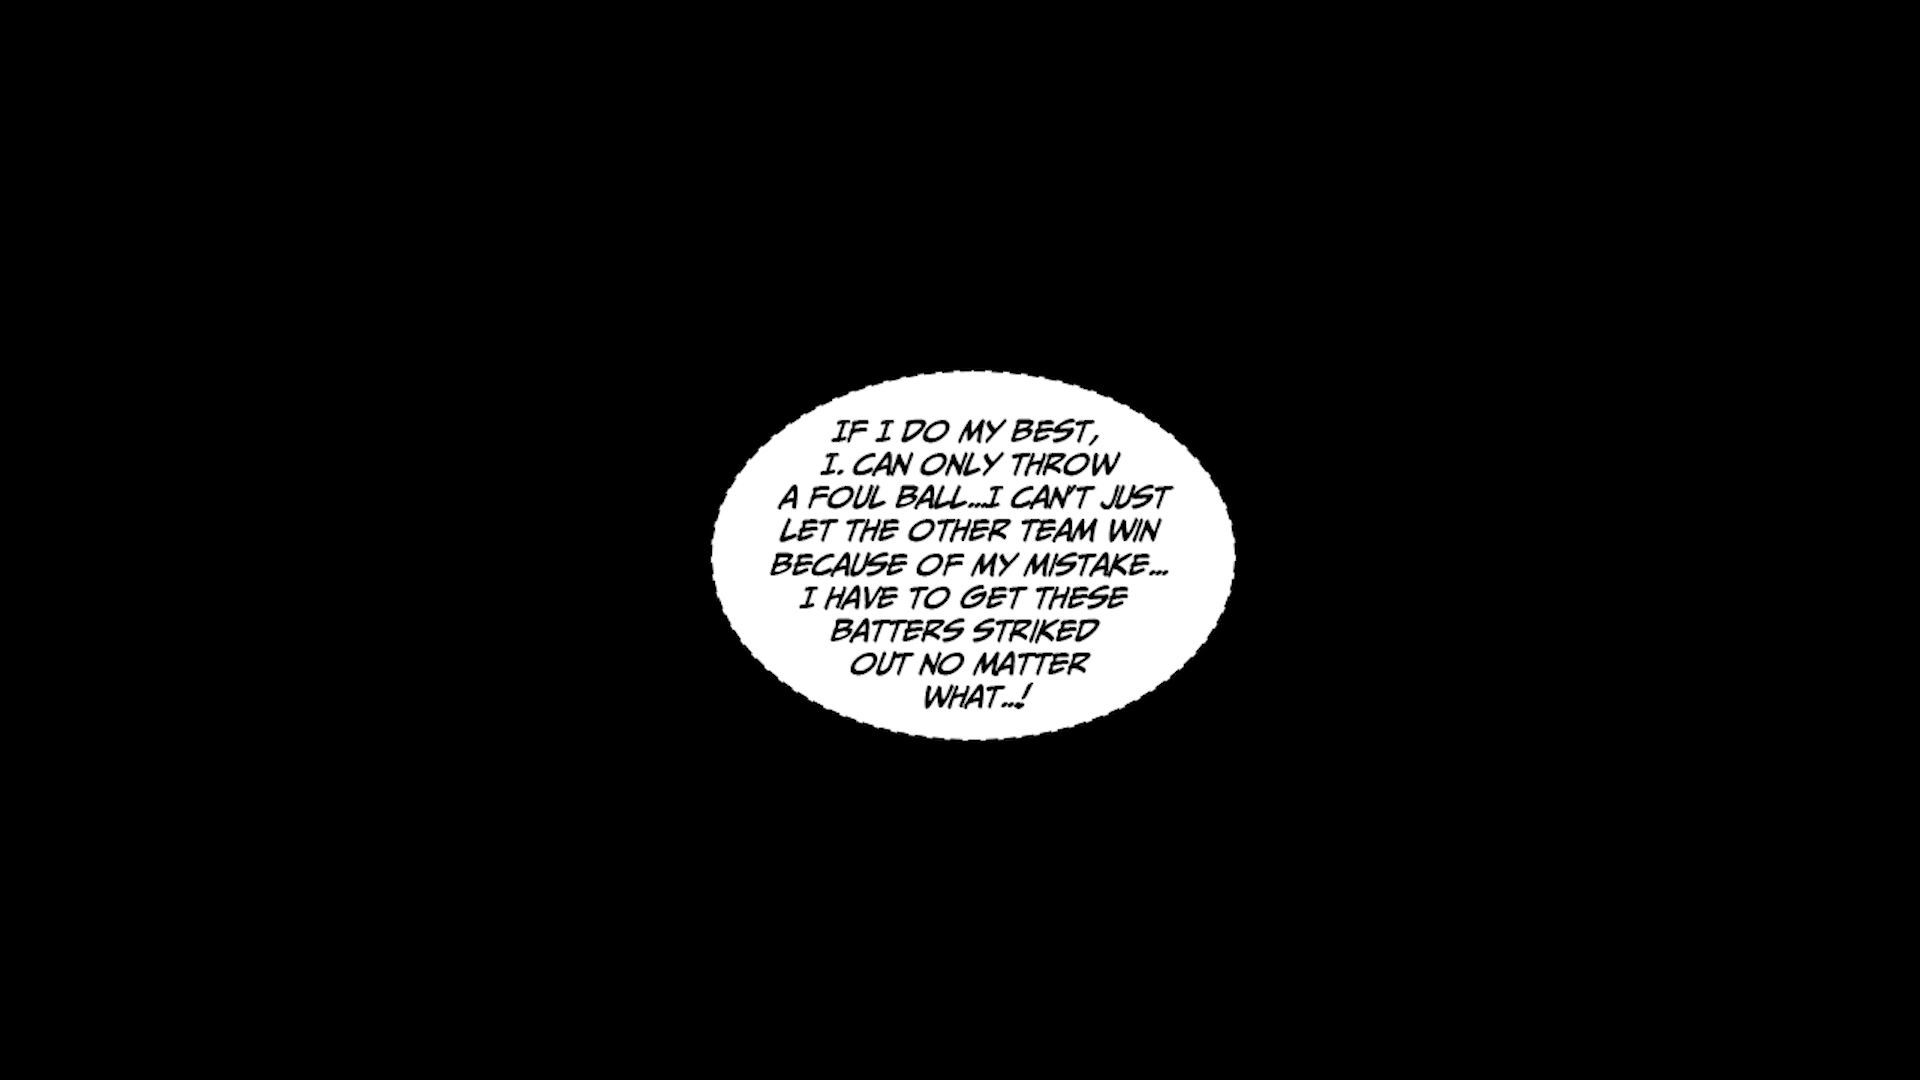 IF I DO MY BEST,
I. CAN ONLY THROW
A FOUL BALL...I CAN'T JUST
LET THE OTHER TEAM WIN
BECAUSE OF MY MISTAKE...
I HAVE TO GET THESE
BATTERS STRIKED
OUT NO MATTER
WHAT...!